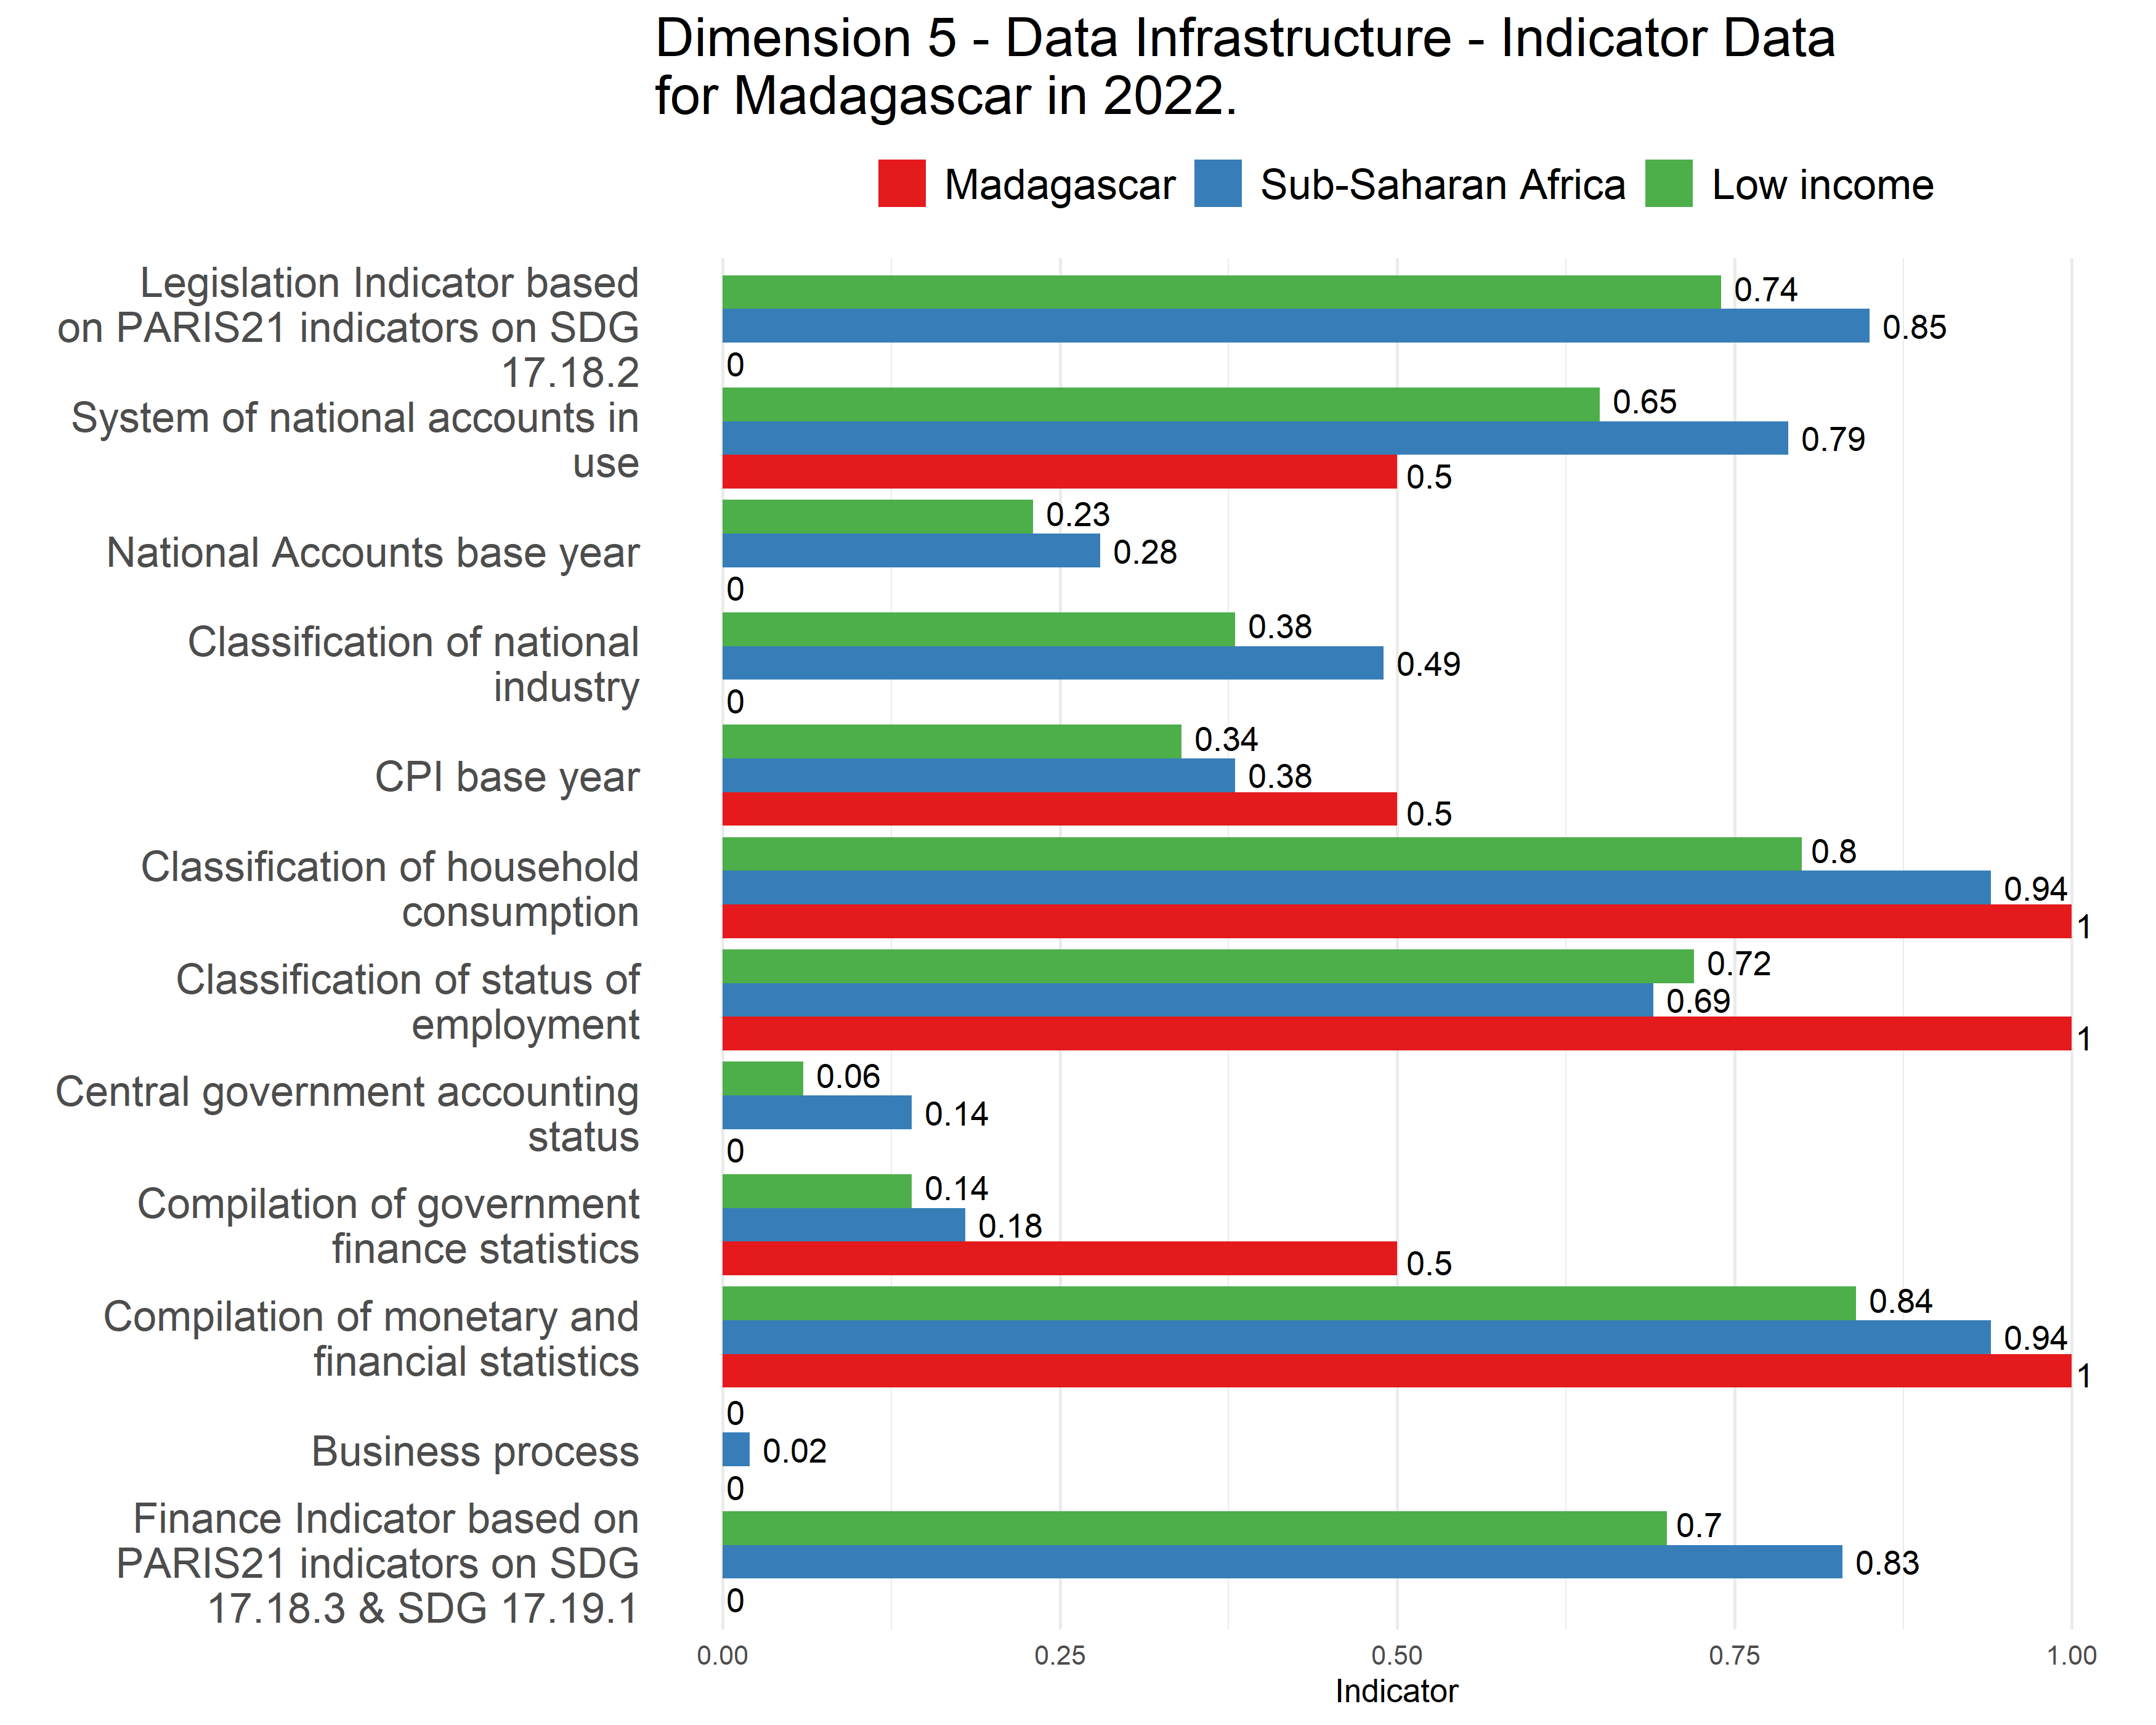 Dimension 5 - Data Infrastructure - Indicator Data
for Madagascar in 2022.
Madagascar Sub-Saharan Africa Low income
Legislation Indicator based
on PARIS21 indicators on SDG
17.18.2
0.74
0.85
0
System of national accounts in
use
0.65
0.79
0.5
National Accounts base year
0.23
0.28
0
Classification of national
industry
0.38
0.49
0
CPI base year
0.34
0.38
0.5
Classification of household
consumption
0.8
0.94
1
Classification of status of
employment
0.72
0.69
1
Central government accounting
status
0.06
0.14
0
Compilation of government
finance statistics
0.14
0.18
0.5
Compilation of monetary and
financial statistics
0.84
0.94
1
Business process
0
0.02
0
Finance Indicator based on
PARIS21 indicators on SDG
17.18.3 & SDG 17.19.1
0.7
0.83
0
0.00 0.25 0.50 0.75 1.00
Indicator